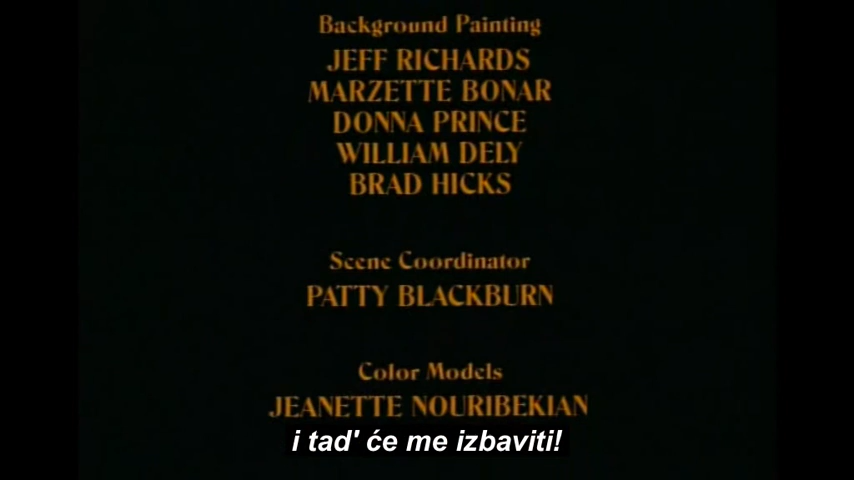 Background Painting
JEFF RICHARDS
MARZETTE BONAR
DONNA PRINCE
WILLIAM DELY
BRAD HICKS
Scene Coordinator
PATTY BLACKBURN
Color Models
JEANETTE NOURIBEKIAN
i tad' će me izbaviti!